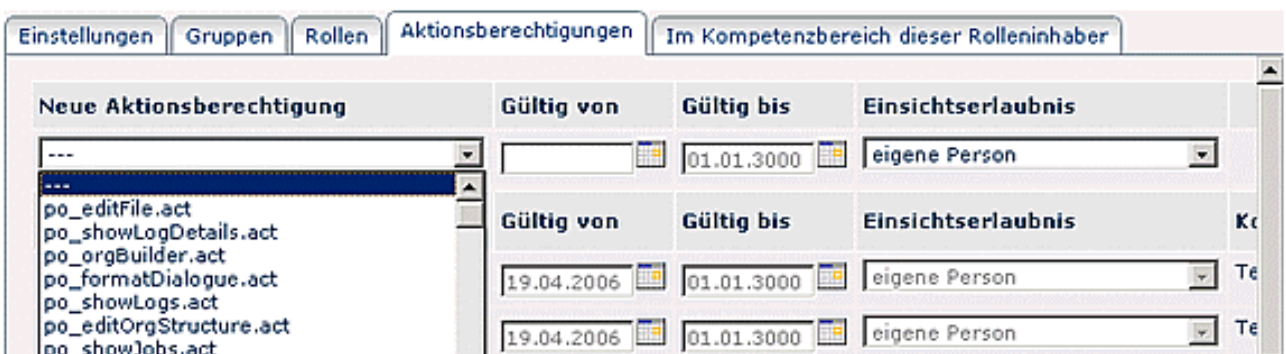 Einstellungen Gruppen Rollen Aktionsberechtigungen Im Kompetenzbereich dieser Rolleninhaber
Neue Aktionsberechtigung Gültig von Gültig bis Einsichtserlaubnis
--- 01.01.3000 eigene Person
---
po_editFile.act
po_showLogDetails.act
Gültig von Gültig bis Einsichtserlaubnis
po_orgBuilder.act
po_formatDialogue.act
19.04.2006 01.01.3000 eigene Person
po_showLogs.act
po_editOrgStructure.act
19.04.2006 01.01.3000 eigene Person
po_showJobs.act